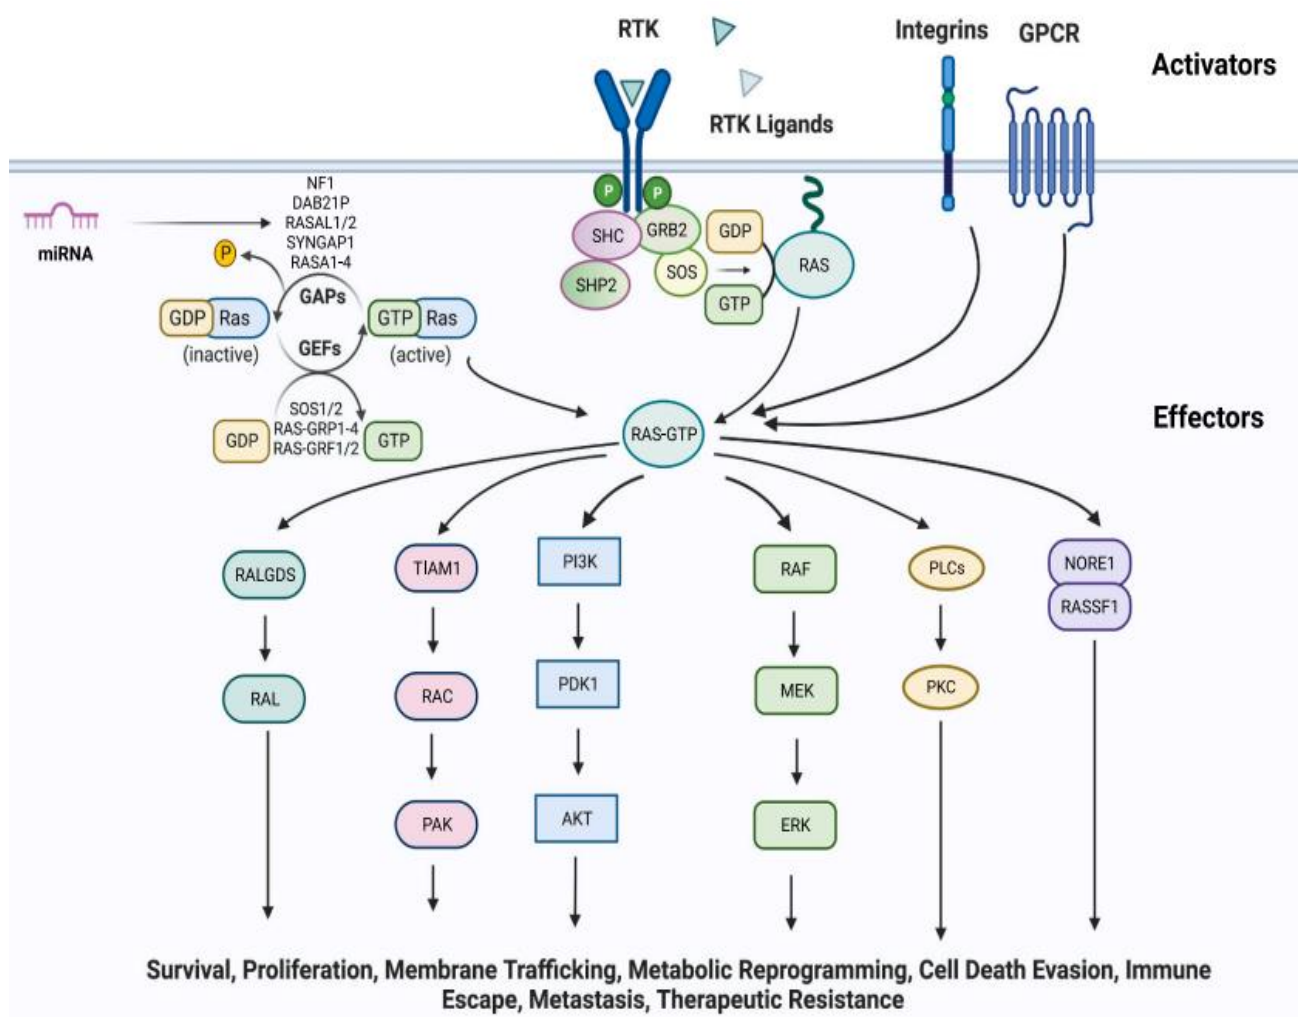 RTK
Integrins
GPCR
Activators
RTK Ligands
miRNA
NF1
DAB21P
RASAL1/2
SYNGAP1
RASA1-4
P
GAPs
GDP
Ras
(inactive)
GTP
Ras
(active)
GEFs
SOS1/2
RAS-GRP1-4
RAS-GRF1/2
GDP
GTP
P
P
SHC
GRB2
SHP2
SOS
GDP
GTP
RAS
Effectors
RAS-GTP
RALGDS
TIAM1
PI3K
RAF
PLCs
NORE1
RASSF1
RAL
RAC
PDK1
MEK
PKC
PAK
AKT
ERK
Survival, Proliferation, Membrane Trafficking, Metabolic Reprogramming, Cell Death Evasion, Immune
Escape, Metastasis, Therapeutic Resistance